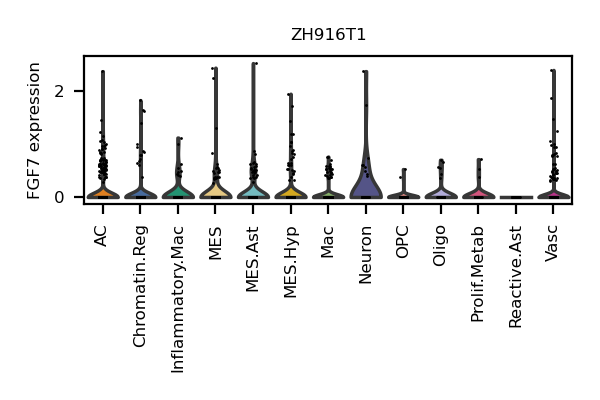 ZH916T1
FGF7 expression
2
0
AC
Chromatin.Reg
Inflammatory.Mac
MES
MES.Ast
MES.Hyp
Mac
Neuron
OPC
Oligo
Prolif.Metab
Reactive.Ast
Vasc